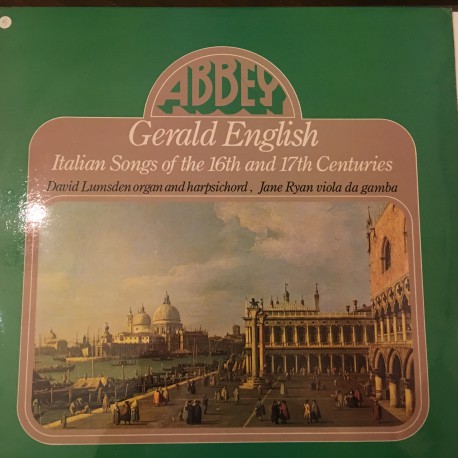 ABBEY
Gerald English
Italian Songs of the 16th and 17th Centuries
David Lumsden organ and harpsichord, Jane Ryan viola da gamba